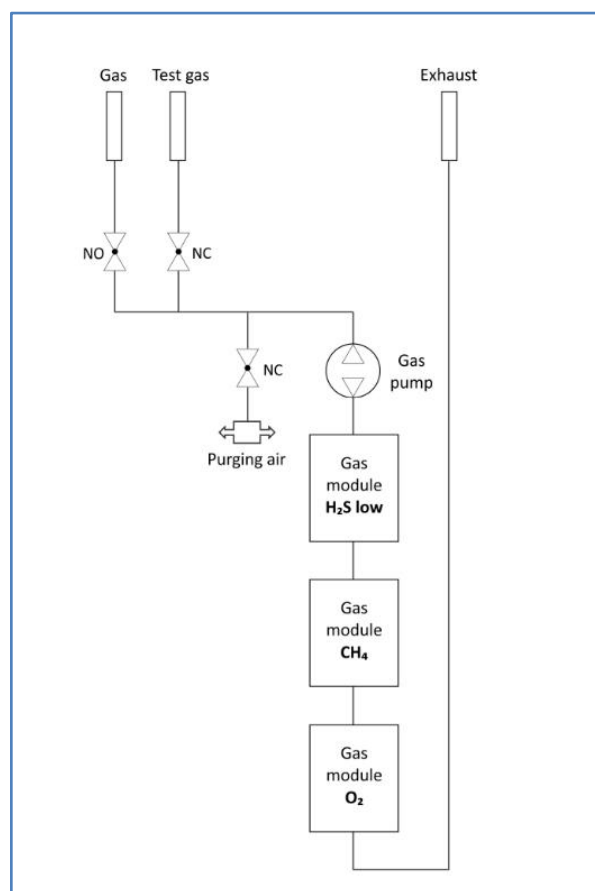 Gas
Test gas
Exhaust
NO
NC
NC
Gas
pump
Purging air
Gas
module
H₂S low
Gas
module
CH₄
Gas
module
O₂